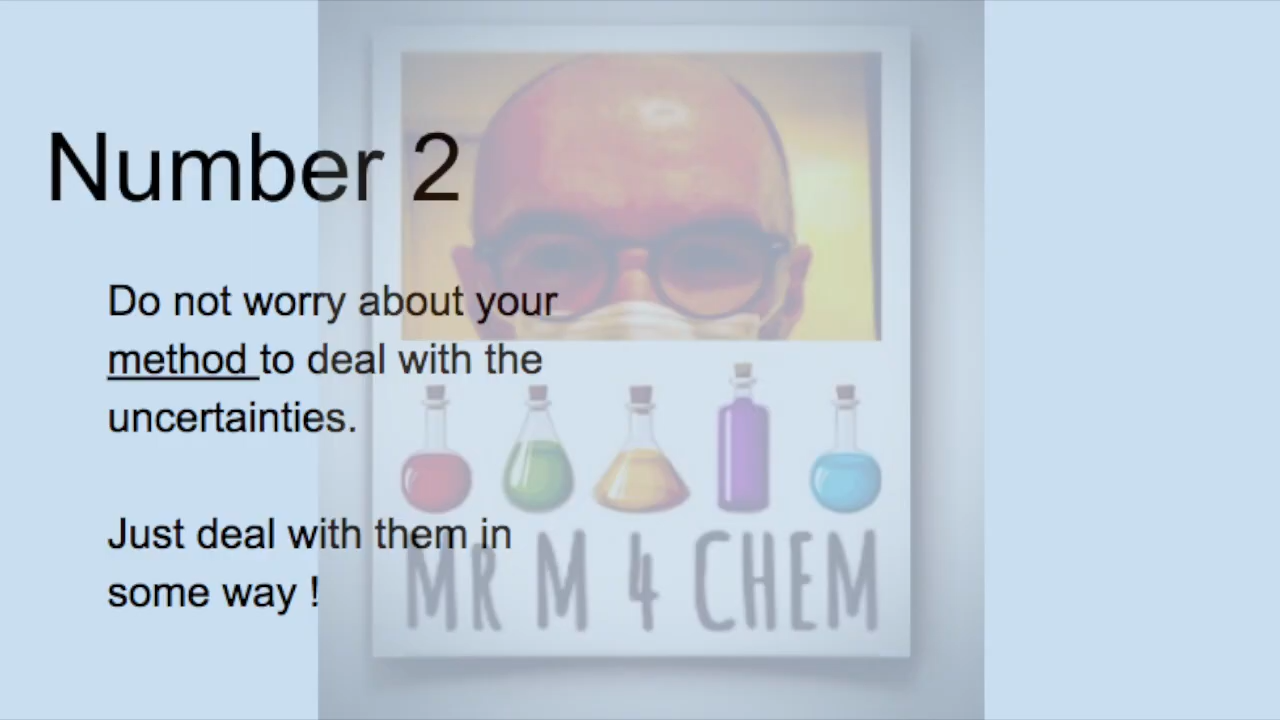 Number 2
Do not worry about your
method to deal with the
uncertainties.
Just deal with them in
some way !
MR M 4 CHEM